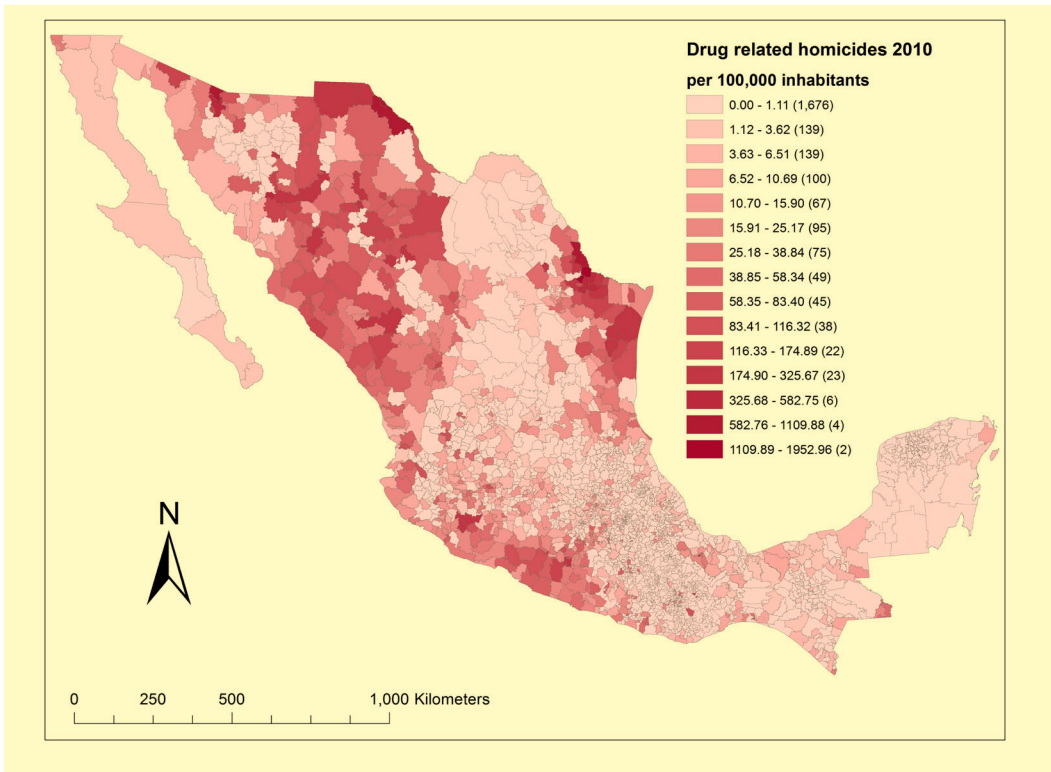 Drug related homicides 2010
per 100,000 inhabitants
0.00 - 1.11 (1,676)
1.12 - 3.62 (139)
3.63 - 6.51 (139)
6.52 - 10.69 (100)
10.70 - 15.90 (67)
15.91 - 25.17 (95)
25.18 - 38.84 (75)
38.85 - 58.34 (49)
58.35 - 83.40 (45)
83.41 - 116.32 (38)
116.33 - 174.89 (22)
174.90 - 325.67 (23)
325.68 - 582.75 (6)
582.76 - 1109.88 (4)
1109.89 - 1952.96 (2)
N
0 250 500 1,000 Kilometers